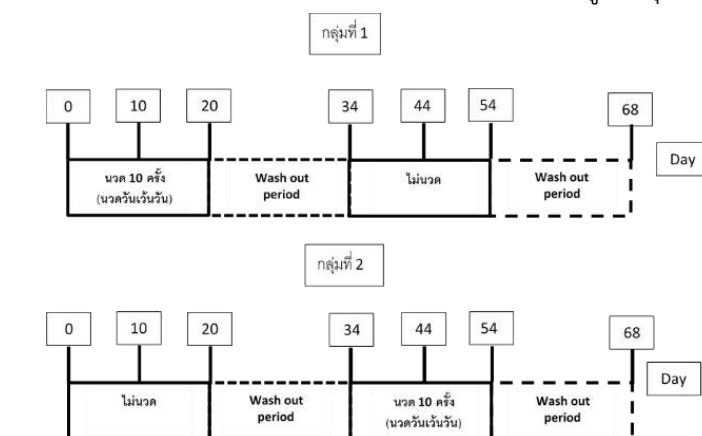 กลุ่มที่ 1
0 10 20 34 44 54 68
Day
นวด 10 ครั้ง
(นวดวันเว้นวัน)
Wash out
period
ไม่นวด
Wash out
period
กลุ่มที่ 2
0 10 20 34 44 54 68
Day
ไม่นวด
Wash out
period
นวด 10 ครั้ง
(นวดวันเว้นวัน)
Wash out
period